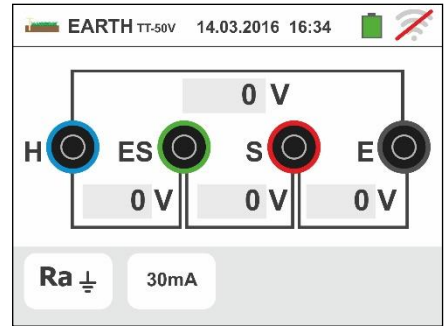 EARTH TT-50V 14.03.2016 16:34
0 V
H ES S E
0 V 0 V 0 V
Ra 30mA